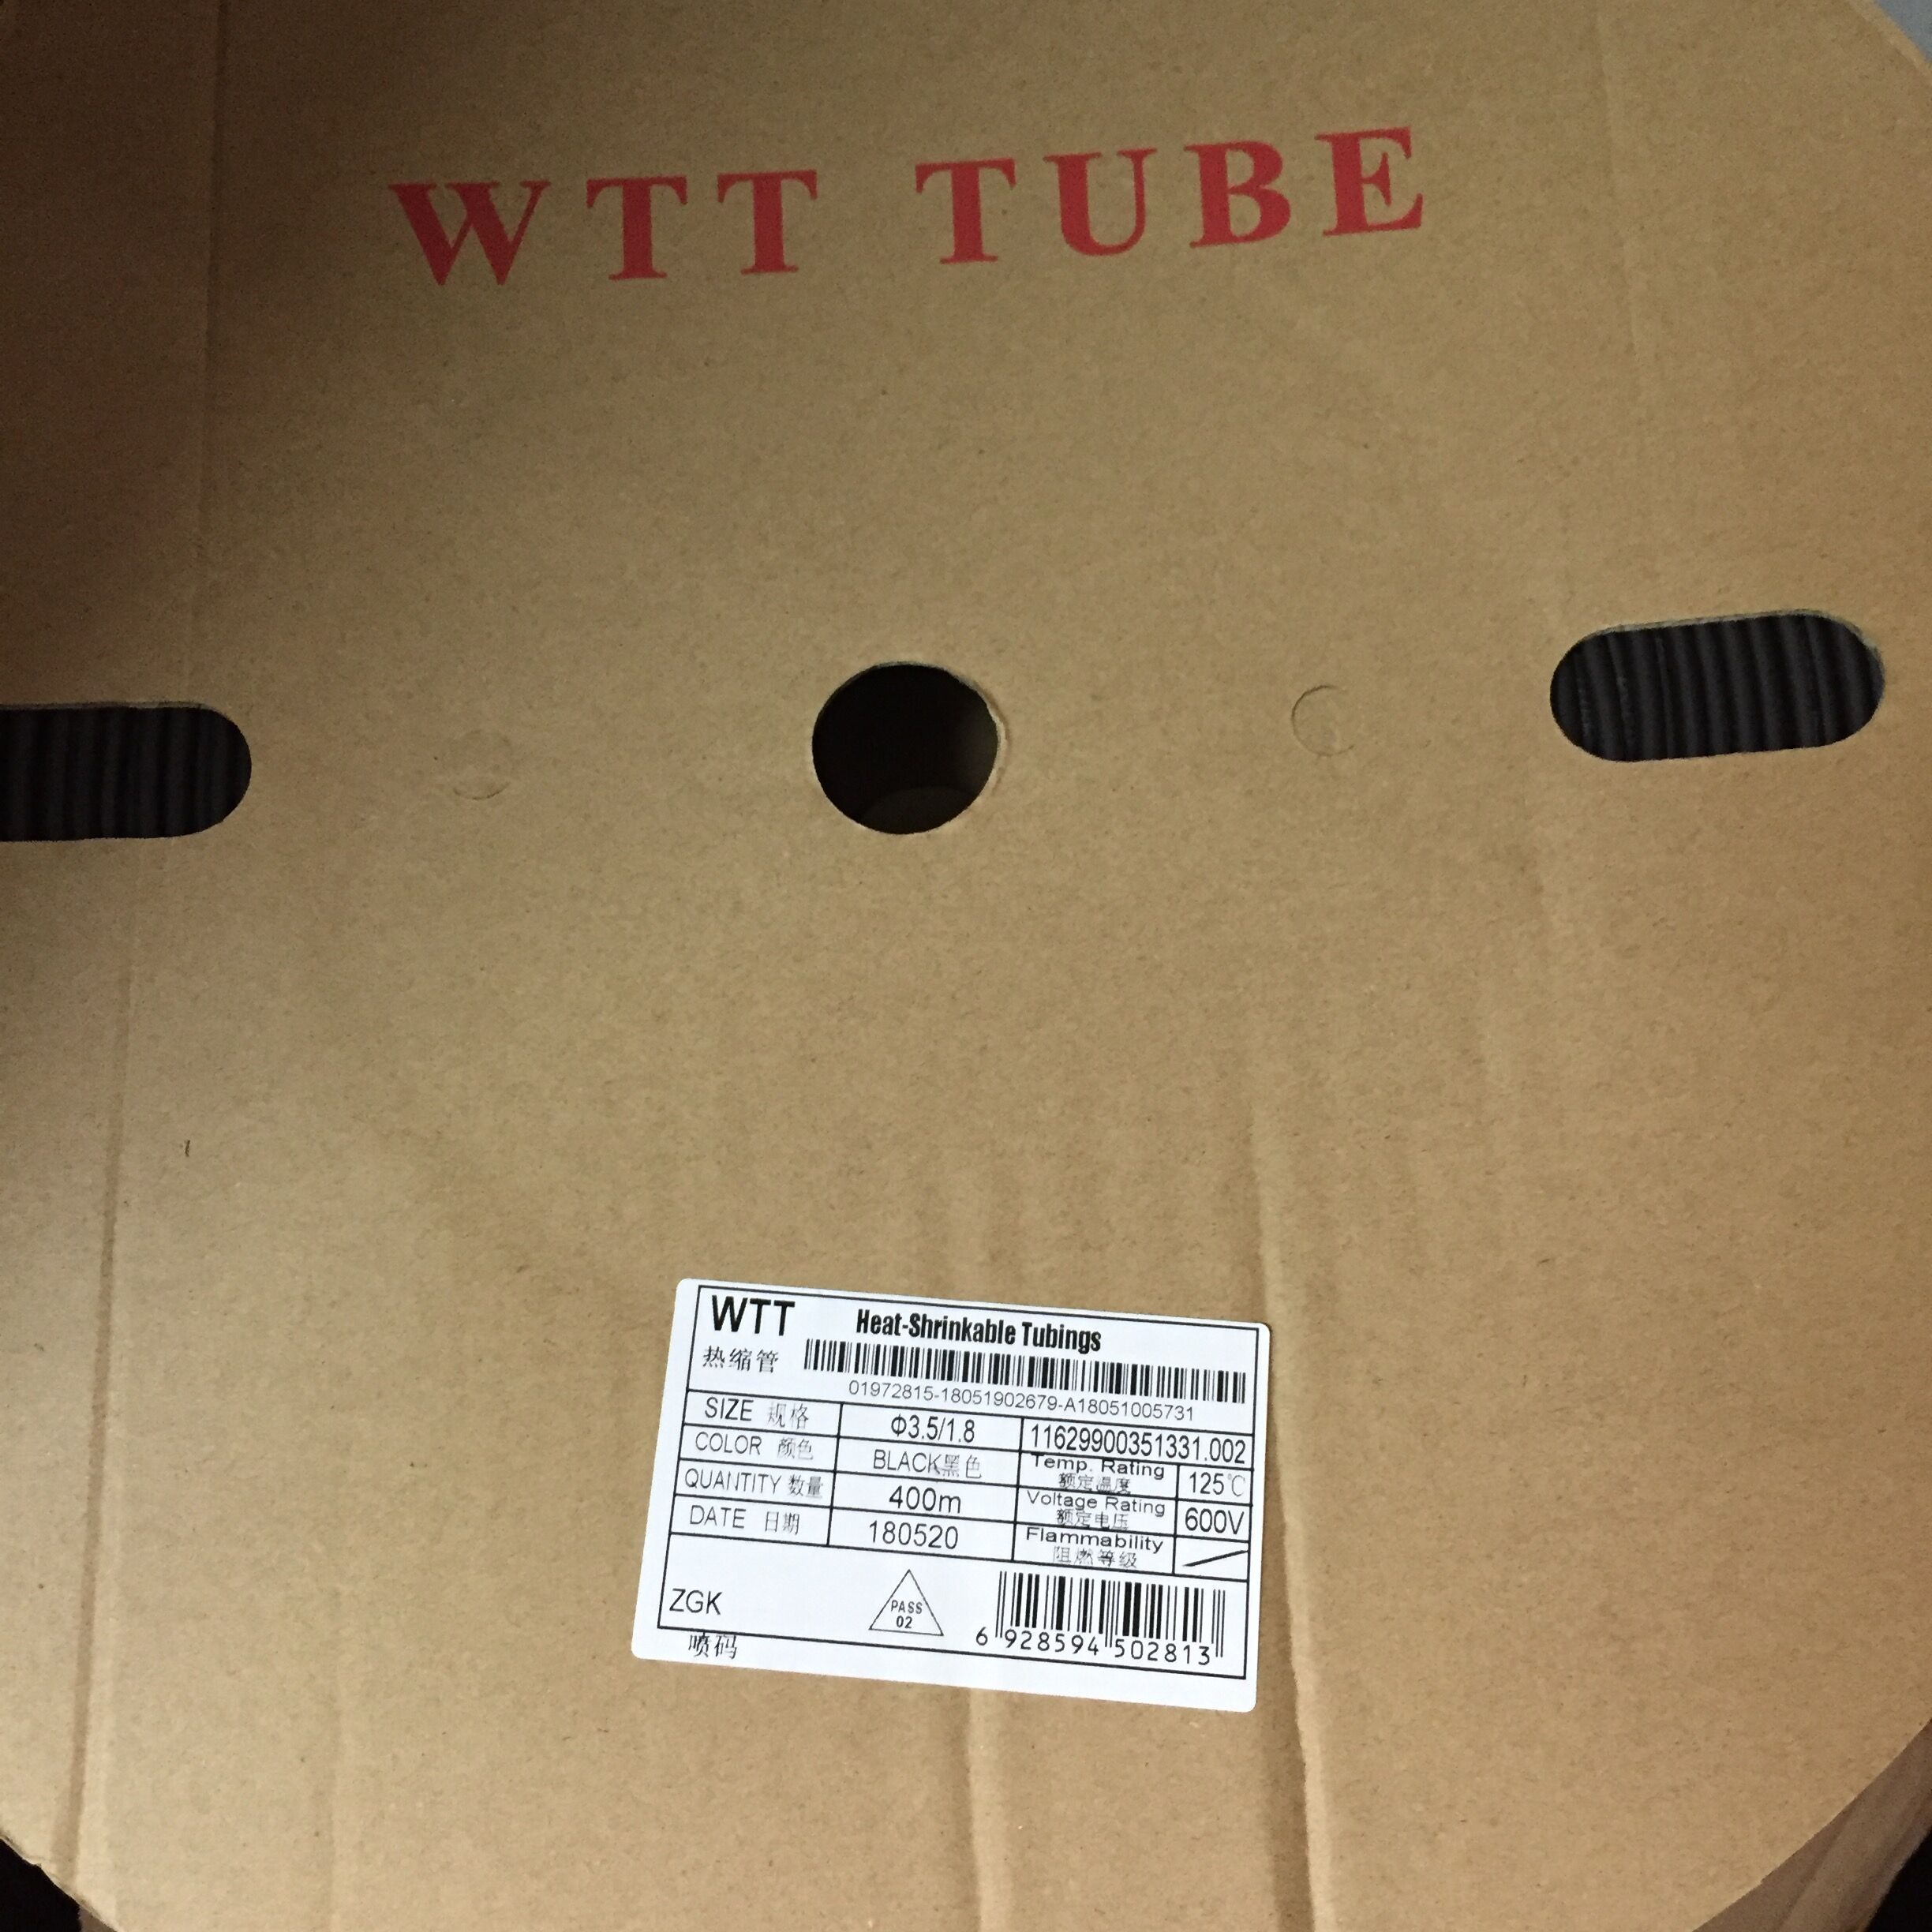 WTT TUBE
WTT Heat-Shrinkable Tubings
热缩管
01972815-18051902679-A18051005731
SIZE 规格 Φ3.5/1.8 11629900351331.002
COLOR 颜色 BLACK黑色 Temp. Rating 额定温度 125℃
QUANTITY 数量 400m Voltage Rating 额定电压 600V
DATE 日期 180520 Flammability 阻燃等级
ZGK
PASS
02
6 928594 502813
喷码